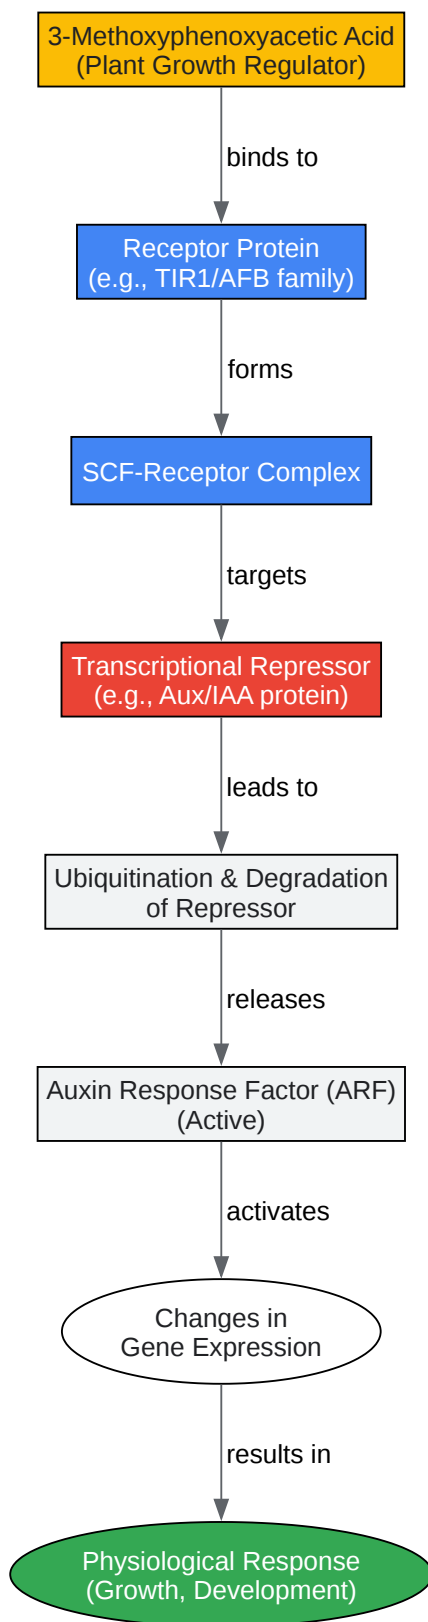 3-Methoxyphenoxyacetic Acid
(Plant Growth Regulator)
binds to
Receptor Protein
(e.g., TIR1/AFB family)
forms
SCF-Receptor Complex
targets
Transcriptional Repressor
(e.g., Aux/IAA protein)
leads to
Ubiquitination & Degradation
of Repressor
releases
Auxin Response Factor (ARF)
(Active)
activates
Changes in
Gene Expression
results in
Physiological Response
(Growth, Development)